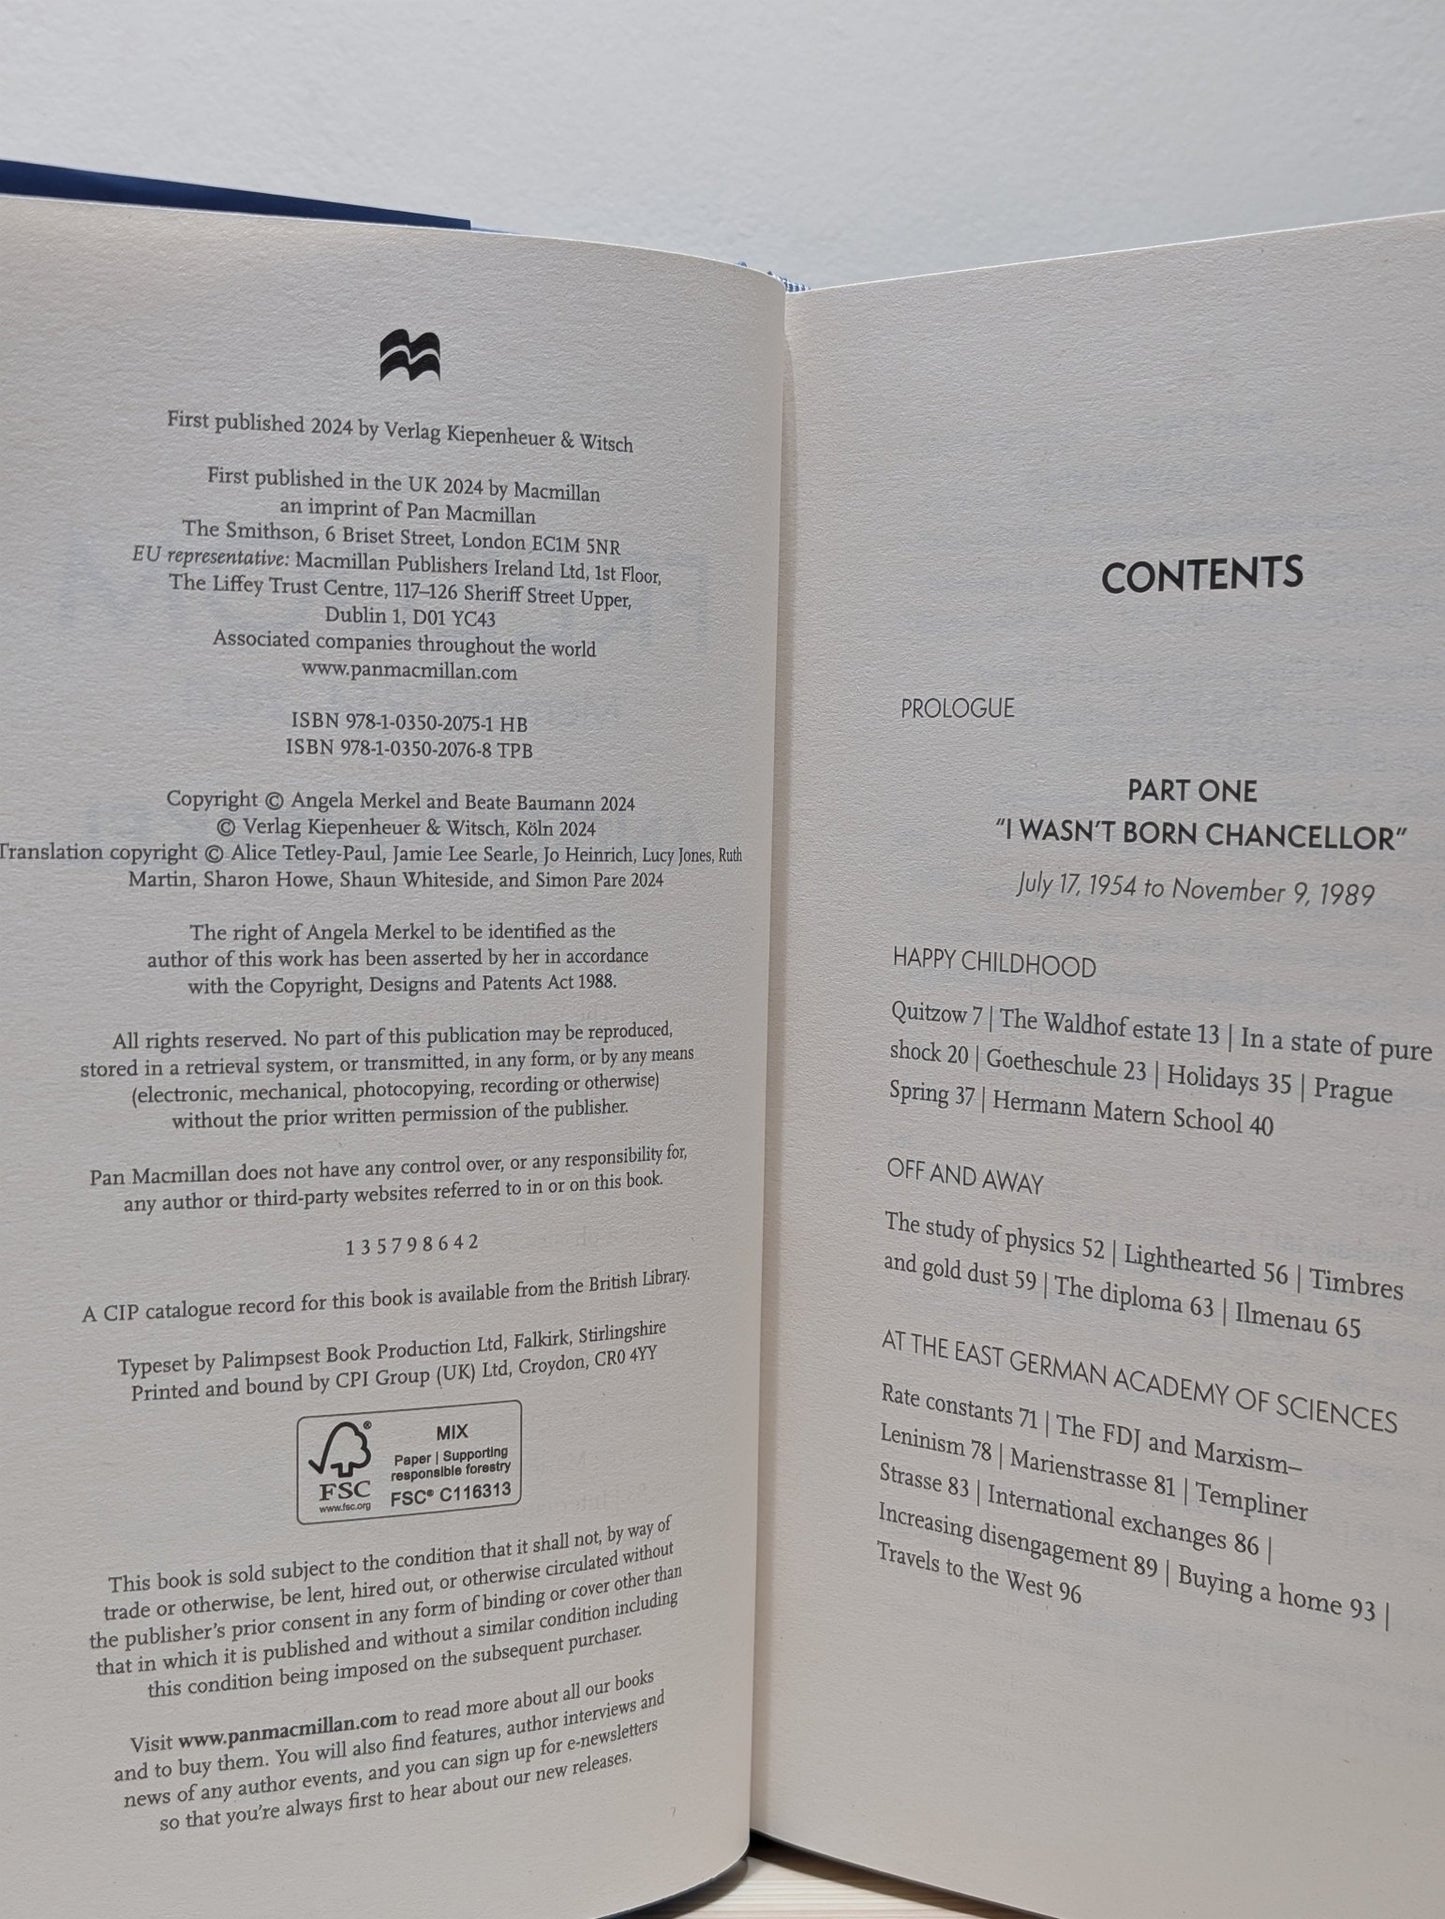 First published 2024 by Verlag Kiepenheuer & Witsch
First published in the UK 2024 by Macmillan
an imprint of Pan Macmillan
The Smithson, 6 Briset Street, London EC1M 5NR
EU representative: Macmillan Publishers Ireland Ltd, 1st Floor,
The Liffey Trust Centre, 117–126 Sheriff Street Upper,
Dublin 1, D01 YC43
Associated companies throughout the world
www.panmacmillan.com
ISBN 978-1-0350-2075-1 HB
ISBN 978-1-0350-2076-8 TPB
Copyright © Angela Merkel and Beate Baumann 2024
© Verlag Kiepenheuer & Witsch, Köln 2024
Translation copyright © Alice Tetley-Paul, Jamie Lee Searle, Jo Heinrich, Lucy Jones, Ruth
Martin, Sharon Howe, Shaun Whiteside, and Simon Pare 2024
The right of Angela Merkel to be identified as the
author of this work has been asserted by her in accordance
with the Copyright, Designs and Patents Act 1988.
All rights reserved. No part of this publication may be reproduced,
stored in a retrieval system, or transmitted, in any form, or by any means
(electronic, mechanical, photocopying, recording or otherwise)
without the prior written permission of the publisher.
Pan Macmillan does not have any control over, or any responsibility for,
any author or third-party websites referred to in or on this book.
1 3 5 7 9 8 6 4 2
A CIP catalogue record for this book is available from the British Library.
Typeset by Palimpsest Book Production Ltd, Falkirk, Stirlingshire
Printed and bound by CPI Group (UK) Ltd, Croydon, CR0 4YY
FSC
www.fsc.org
MIX
Paper | Supporting
responsible forestry
FSC® C116313
This book is sold subject to the condition that it shall not, by way of
trade or otherwise, be lent, hired out, or otherwise circulated without
the publisher's prior consent in any form of binding or cover other than
that in which it is published and without a similar condition including
this condition being imposed on the subsequent purchaser.
Visit www.panmacmillan.com to read more about all our books
and to buy them. You will also find features, author interviews and
news of any author events, and you can sign up for e-newsletters
so that you're always first to hear about our new releases.
CONTENTS
PROLOGUE
PART ONE
"I WASN'T BORN CHANCELLOR"
July 17, 1954 to November 9, 1989
HAPPY CHILDHOOD
Quitzow 7 | The Waldhof estate 13 | In a state of pure
shock 20 | Goetheschule 23 | Holidays 35 | Prague
Spring 37 | Hermann Matern School 40
OFF AND AWAY
The study of physics 52 | Lighthearted 56 | Timbres
and gold dust 59 | The diploma 63 | Ilmenau 65
AT THE EAST GERMAN ACADEMY OF SCIENCES
Rate constants 71 | The FDJ and Marxism–
Leninism 78 | Marienstrasse 81 | Templiner
Strasse 83 | International exchanges 86 |
Increasing disengagement 89 | Buying a home 93 |
Travels to the West 96